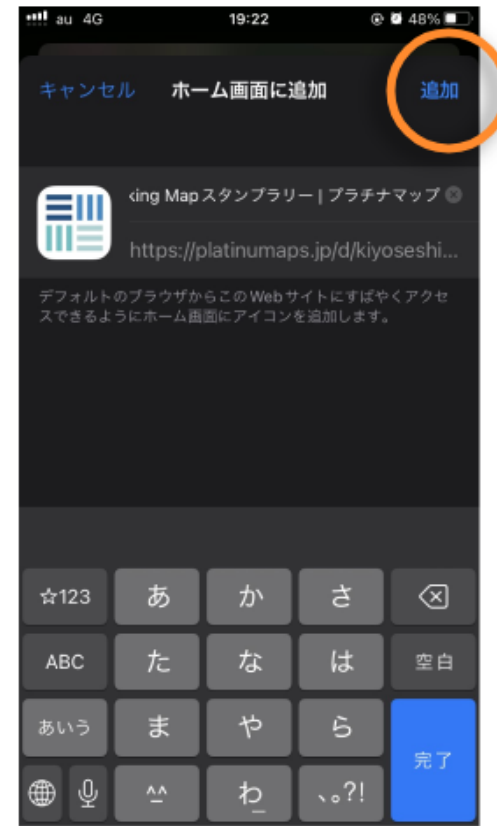 au 4G 19:22 48%
キャンセル ホーム画面に追加 追加
king Map スタンプラリー | プラチナマップ
https://platinumaps.jp/d/kiyoseshi...
デフォルトのブラウザからこのWebサイトにすばやくアクセ
スできるようにホーム画面にアイコンを追加します。
☆123 あ か さ
ABC た な は 空白
あいう ま や ら 完了
^^ わ_ 、。?!